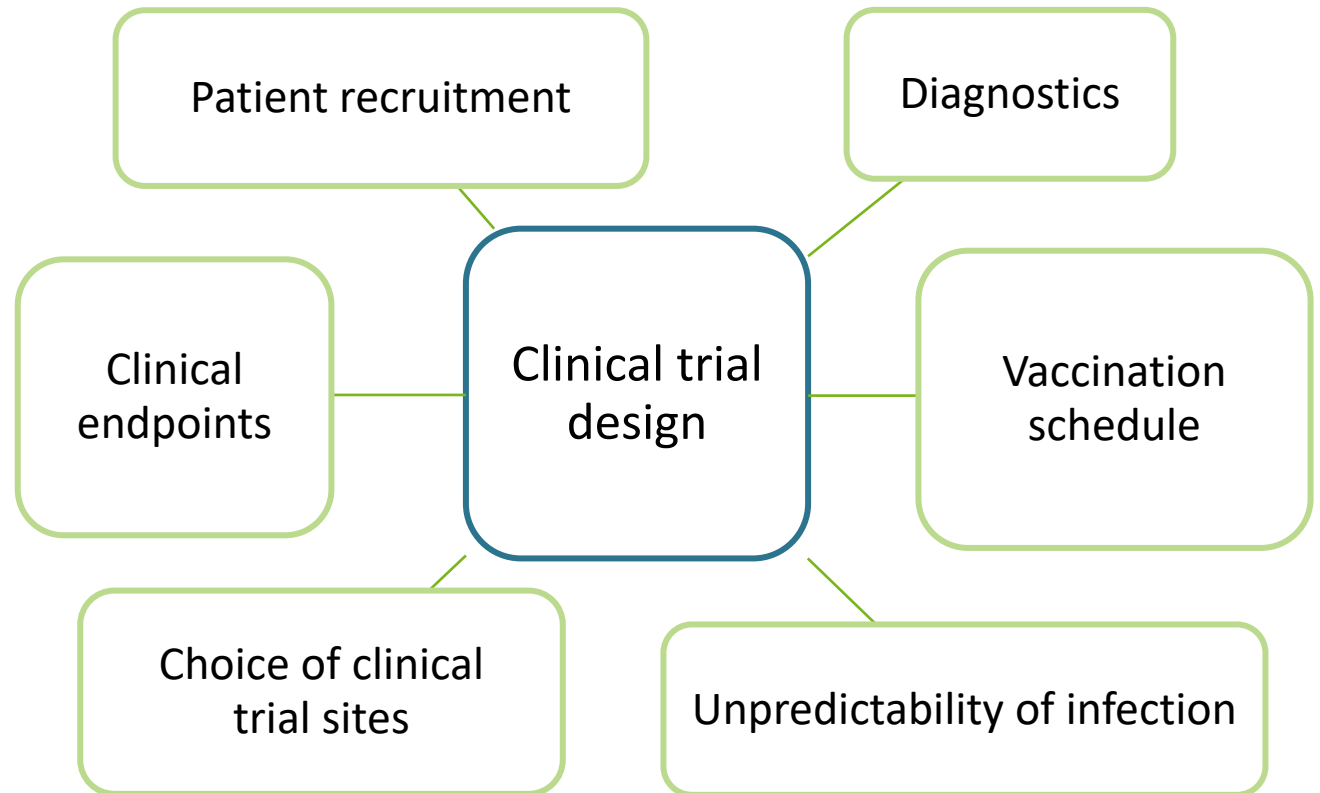 Patient recruitment
Diagnostics
Clinical
endpoints
Clinical trial
design
Vaccination
schedule
Choice of clinical
trial sites
Unpredictability of infection